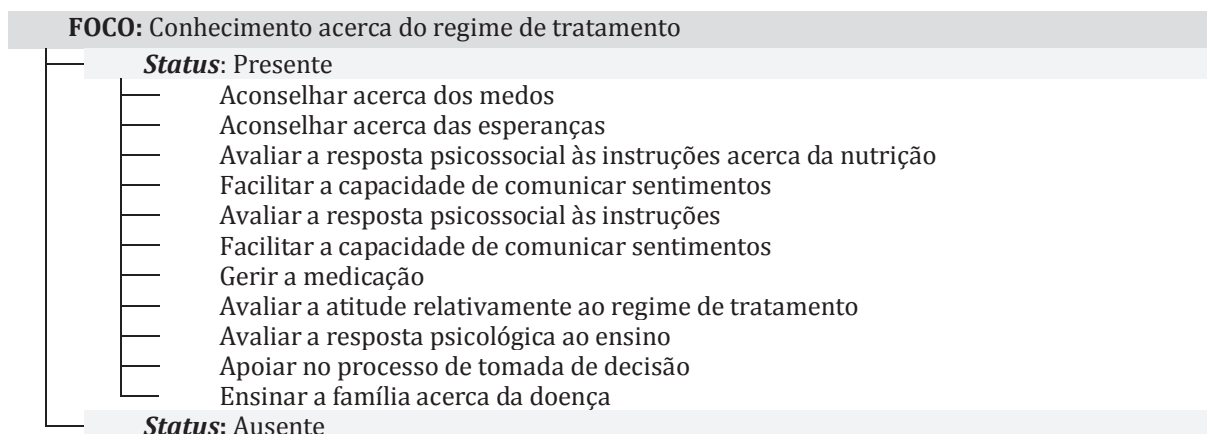 FOCO: Conhecimento acerca do regime de tratamento
Status: Presente
Aconselhar acerca dos medos
Aconselhar acerca das esperanças
Avaliar a resposta psicossocial às instruções acerca da nutrição
Facilitar a capacidade de comunicar sentimentos
Avaliar a resposta psicossocial às instruções
Facilitar a capacidade de comunicar sentimentos
Gerir a medicação
Avaliar a atitude relativamente ao regime de tratamento
Avaliar a resposta psicológica ao ensino
Apoiar no processo de tomada de decisão
Ensinar a família acerca da doença
Status: Ausente